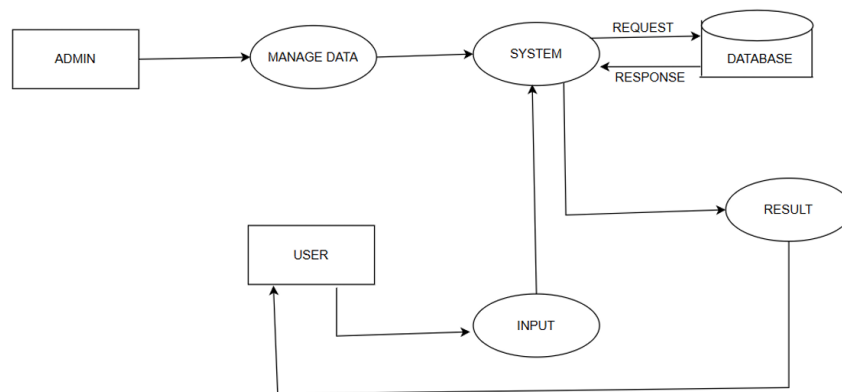 REQUEST
ADMIN
MANAGE DATA
SYSTEM
DATABASE
RESPONSE
RESULT
USER
INPUT